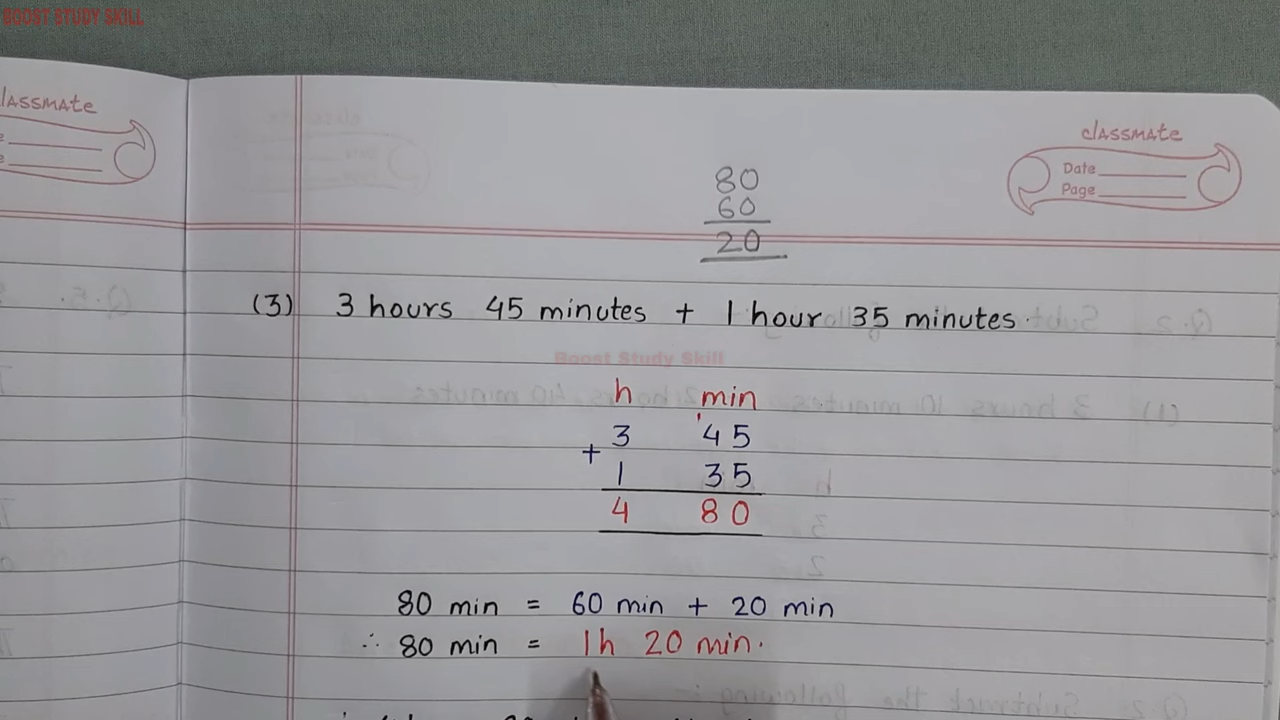 BOOST STUDY SKILL
classmate
Date
Page
80
60
20
(3) 3 hours 45 minutes + 1 hour 35 minutes.
Boost Study Skill
h min
3 45
+
1 35
4 80
80 min = 60 min + 20 min
∴ 80 min = 1h 20 min.